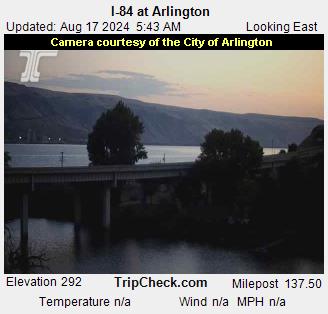 I-84 at Arlington
Updated: Aug 17 2024 5:43 AM Looking East
Camera courtesy of the City of Arlington
Elevation 292 TripCheck.com Milepost 137.50
Temperature n/a Wind n/a MPH n/a